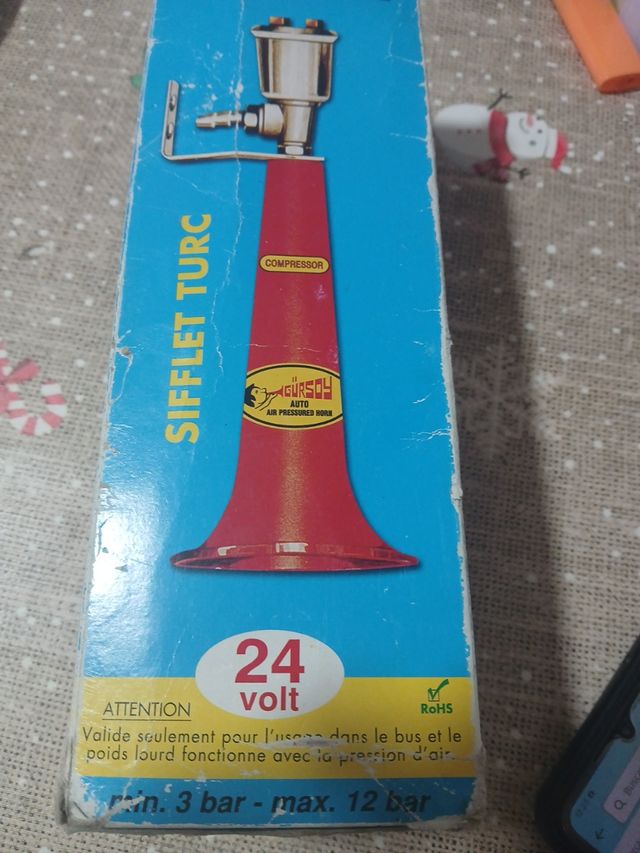 SIFFLET TURC
COMPRESSOR
GÜRSOY
AUTO
AIR PRESSURED HORN
24
volt
ATTENTION
RoHS
Valide seulement pour l'usage dans le bus et le
poids lourd fonctionne avec la pression d'air.
min. 3 bar - max. 12 bar